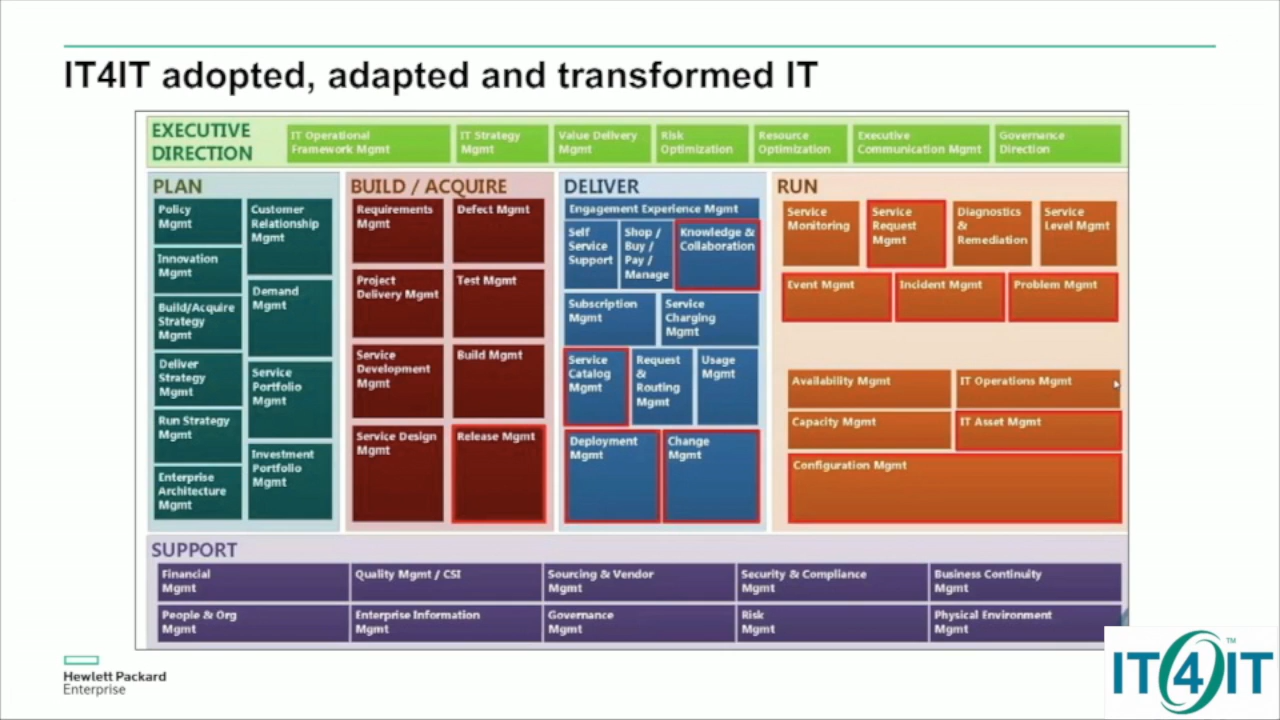 IT4IT adopted, adapted and transformed IT
EXECUTIVE
DIRECTION
IT Operational
Framework Mgmt
IT Strategy
Mgmt
Value Delivery
Mgmt
Risk
Optimization
Resource
Optimization
Executive
Communication Mgmt
Governance
Direction
PLAN
Policy
Mgmt
Innovation
Mgmt
Build/Acquire
Strategy
Mgmt
Deliver
Strategy
Mgmt
Run Strategy
Mgmt
Enterprise
Architecture
Mgmt
Customer
Relationship
Mgmt
Demand
Mgmt
Service
Portfolio
Mgmt
Investment
Portfolio
Mgmt
BUILD / ACQUIRE
Requirements
Mgmt
Defect Mgmt
Project
Delivery Mgmt
Test Mgmt
Service
Development
Mgmt
Build Mgmt
Service Design
Mgmt
Release Mgmt
DELIVER
Engagement Experience Mgmt
Self
Service
Support
Shop /
Buy /
Pay /
Manage
Knowledge &
Collaboration
Subscription
Mgmt
Service
Charging
Mgmt
Service
Catalog
Mgmt
Request
&
Routing
Mgmt
Usage
Mgmt
Deployment
Mgmt
Change
Mgmt
RUN
Service
Monitoring
Service
Request
Mgmt
Diagnostics
&
Remediation
Service
Level Mgmt
Event Mgmt
Incident Mgmt
Problem Mgmt
Availability Mgmt
IT Operations Mgmt
Capacity Mgmt
IT Asset Mgmt
Configuration Mgmt
SUPPORT
Financial
Mgmt
Quality Mgmt / CSI
Sourcing & Vendor
Mgmt
Security & Compliance
Mgmt
Business Continuity
Mgmt
People & Org
Mgmt
Enterprise Information
Mgmt
Governance
Mgmt
Risk
Mgmt
Physical Environment
Mgmt
Hewlett Packard
Enterprise
IT4IT™